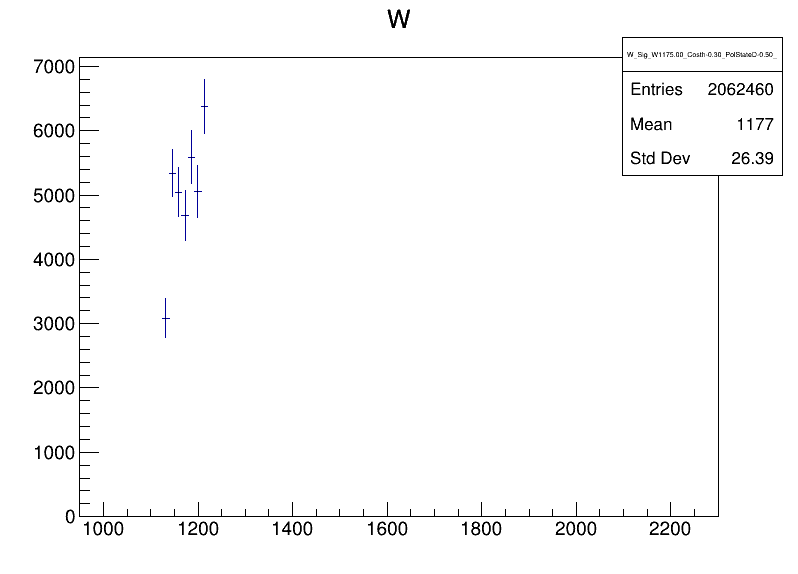 W
W_Sig_W1175.00_Costh-0.30_PolStateD-0.50_
Entries 2062460
Mean 1177
Std Dev 26.39
7000
6000
5000
4000
3000
2000
1000
0
1000 1200 1400 1600 1800 2000 2200